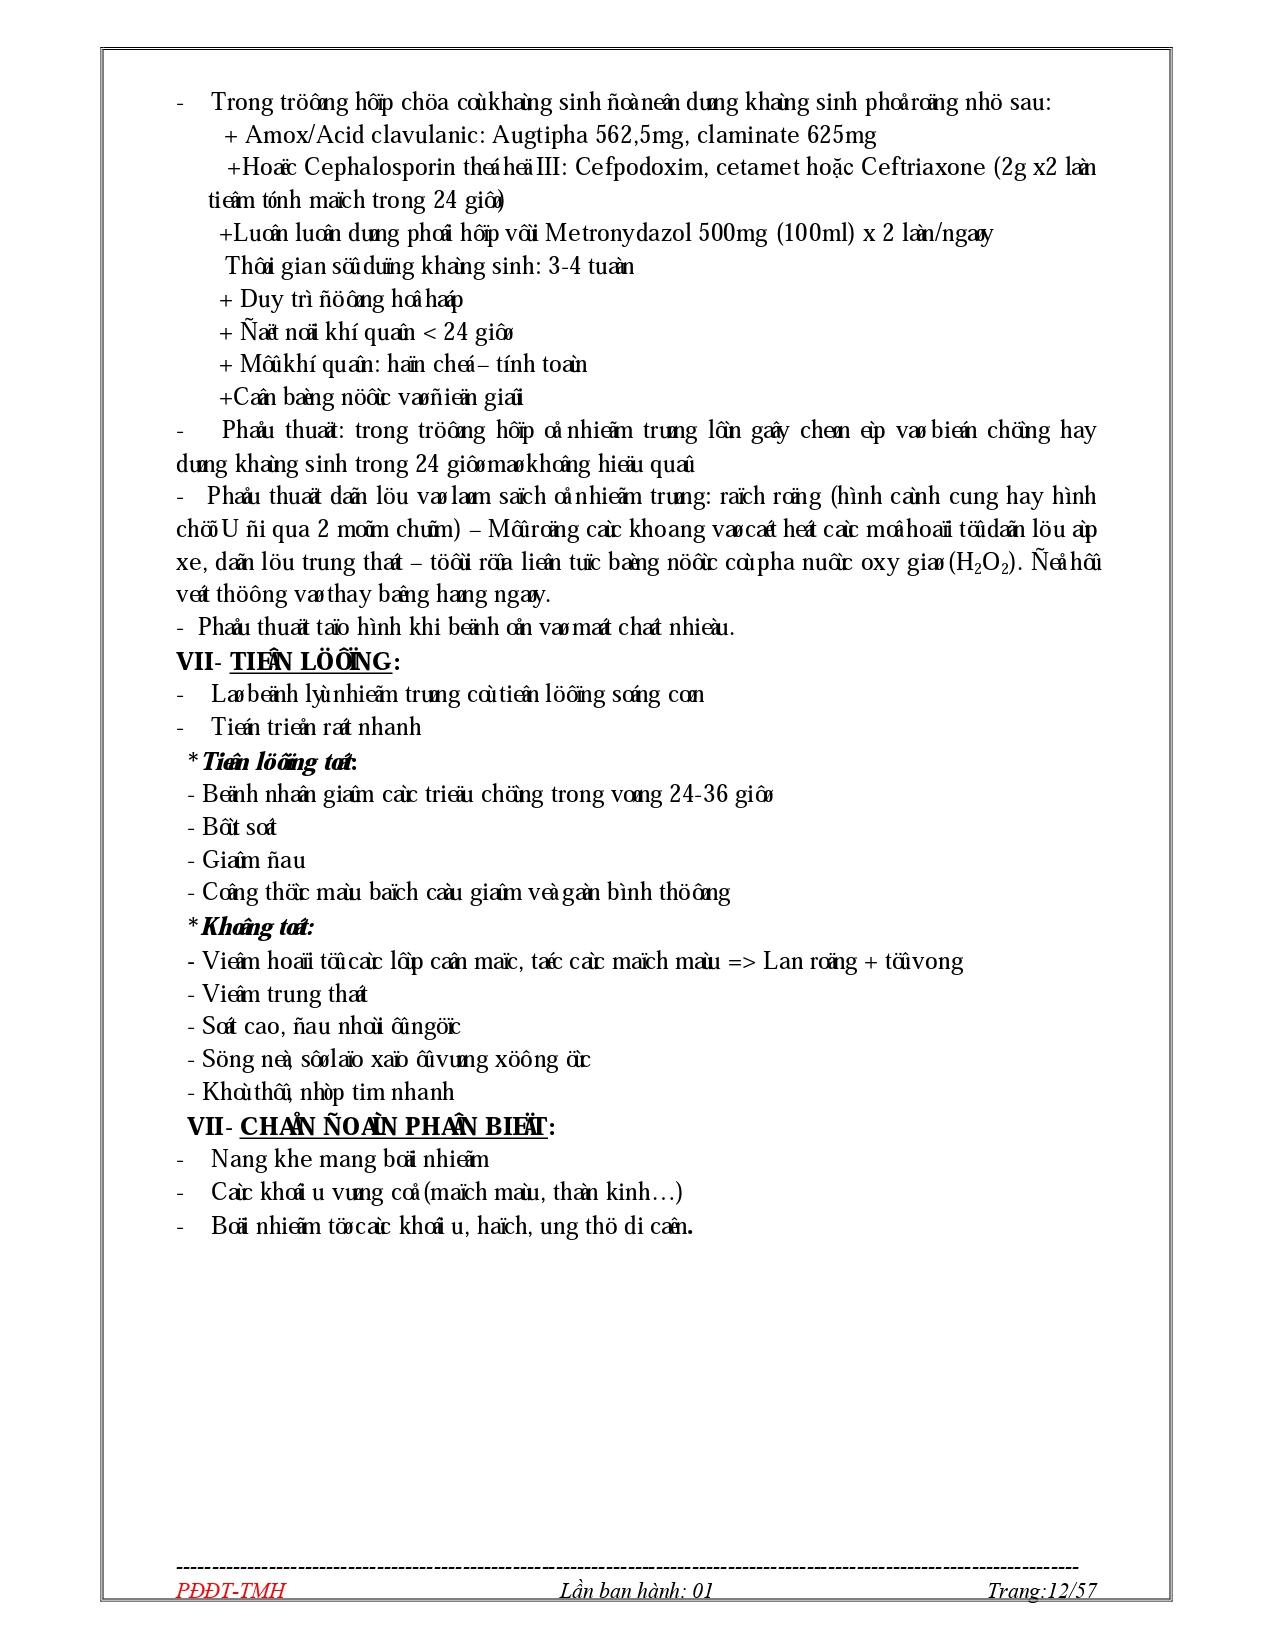 - Trong tröôøng hôïp chöa coù khaùng sinh ñoà neân duøng khaùng sinh phoå roäng nhö sau:
+ Amox/Acid clavulanic: Augtipha 562,5mg, claminate 625mg
+Hoaëc Cephalosporin theá heä III: Cefpodoxim, cetamet hoặc Ceftriaxone (2g x2 laàn
tieâm tónh maïch trong 24 giôø)
+Luoân luoân duøng phoái hôïp vôùi Metronydazol 500mg (100ml) x 2 laàn/ngaøy
Thôøi gian söû duïng khaùng sinh: 3-4 tuaàn
+ Duy trì ñöôøng hoâ haáp
+ Ñaët noäi khí quaûn < 24 giôø
+ Môû khí quaûn: haïn cheá – tính toaùn
+Caân baèng nöôùc vaø ñieän giaûi
- Phaåu thuaät: trong tröôøng hôïp oå nhieãm truøng lôùn gaây cheøn eùp vaø bieán chöùng hay
duøng khaùng sinh trong 24 giôø maø khoâng hieäu quaû
- Phaåu thuaät daãn löu vaø laøm saïch oå nhieãm truøng: raïch roäng (hình caùnh cung hay hình
chöõ U ñi qua 2 moõm chuõm) – Môû roäng caùc khoang vaø caét heát caùc moâ hoaïi töû daãn löu aùp
xe, daãn löu trung thaát – töôùi röûa lieân tuïc baèng nöôùc coù pha nuôùc oxy giaø (H₂O₂). Ñeå hôû
veát thöông vaø thay baêng haøng ngaøy.
- Phaåu thuaät taïo hình khi beänh oån vaø maát chaát nhieàu.
VII- TIEÂN LÖÔÏNG:
- Laø beänh lyù nhieãm truøng coù tieân löôïng soáng coøn
- Tieán trieån raát nhanh
* Tieân löôïng toát:
- Beänh nhaân giaûm caùc trieäu chöùng trong voøng 24-36 giôø
- Bôùt soát
- Giaûm ñau
- Coâng thöùc maùu baïch caàu giaûm veà gaàn bình thöôøng
* Khoâng toát:
- Vieâm hoaïi töû caùc lôùp caân maïc, taéc caùc maïch maùu => Lan roäng + töû vong
- Vieâm trung thaát
- Soát cao, ñau nhoùi ôû ngöïc
- Söng neà, sôø laïo xaïo ôû vuøng xöông öùc
- Khoù thôû, nhòp tim nhanh
VII- CHAÅN ÑOAÙN PHAÂN BIEÄT:
- Nang khe mang boäi nhieãm
- Caùc khoái u vuøng coå (maïch maùu, thaàn kinh…)
- Boäi nhieãm töø caùc khoái u, haïch, ung thö di caên.
--------------------------------------------------------------------------------------------------------------------------------
PĐĐT-TMH Lần ban hành: 01 Trang:12/57